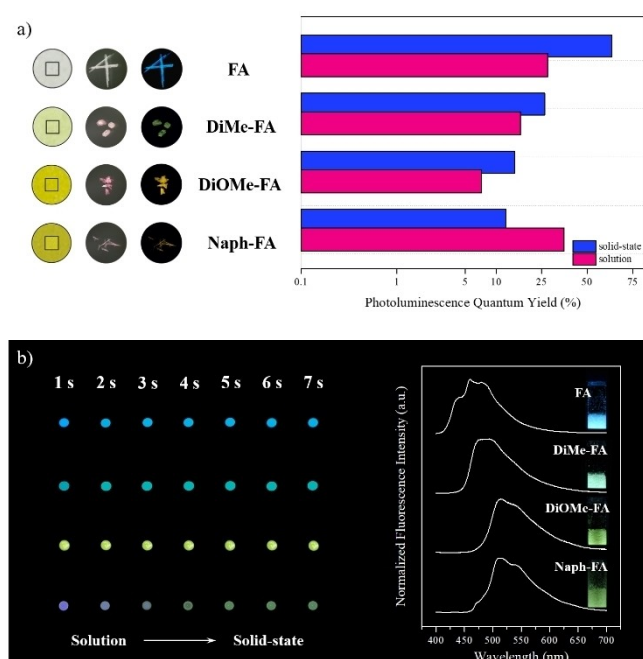 a)
FA
DiMe-FA
DiOMe-FA
Naph-FA
solid-state
solution
0.1 1 5 10 25 50 75
Photoluminescence Quantum Yield (%)
b)
1 s 2 s 3 s 4 s 5 s 6 s 7 s
Solution Solid-state
Normalized Fluorescence Intensity (a.u.)
FA
DiMe-FA
DiOMe-FA
Naph-FA
400 450 500 550 600 650 700
Wavelength (nm)